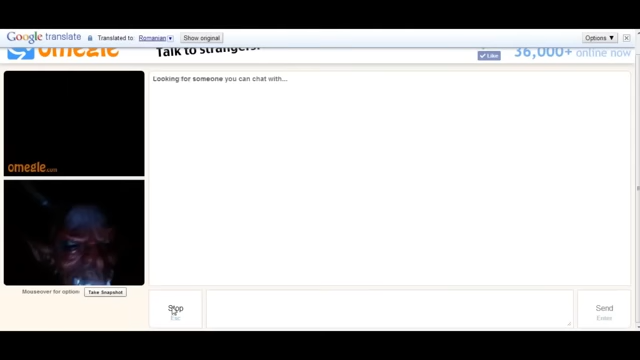 Google translate Translated to: Romanian Show original Options ▼
omegle Talk to strangers! Like 36,000+ online now
Looking for someone you can chat with...
omegle.com
Mouseover for option Take Snapshot
Stop Send
Esc Enter